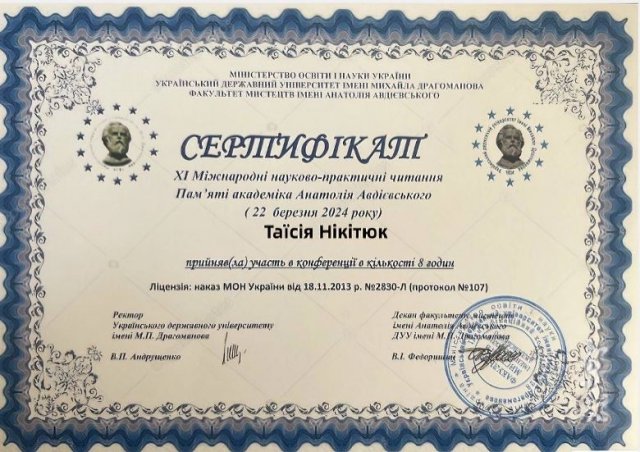 МІНІСТЕРСТВО ОСВІТИ І НАУКИ УКРАЇНИ
УКРАЇНСЬКИЙ ДЕРЖАВНИЙ УНІВЕРСИТЕТ ІМЕНІ МИХАЙЛА ДРАГОМАНОВА
ФАКУЛЬТЕТ МИСТЕЦТВ ІМЕНІ АНАТОЛІЯ АВДІЄВСЬКОГО
СЕРТИФІКАТ
ХІ Міжнародні науково-практичні читання
Пам'яті академіка Анатолія Авдієвського
( 22 березня 2024 року)
Таїсія Нікітюк
прийняв(ла) участь в конференції в кількості 8 годин
Ліцензія: наказ МОН України від 18.11.2013 р. №2830-Л (протокол №107)
Ректор
Українського державного університету
імені М.П. Драгоманова
В.П. Андрущенко
Декан факультету мистецтв
імені Анатолія Авдієвського
ДУУ імені М.П. Драгоманова
В.І. Федоришин